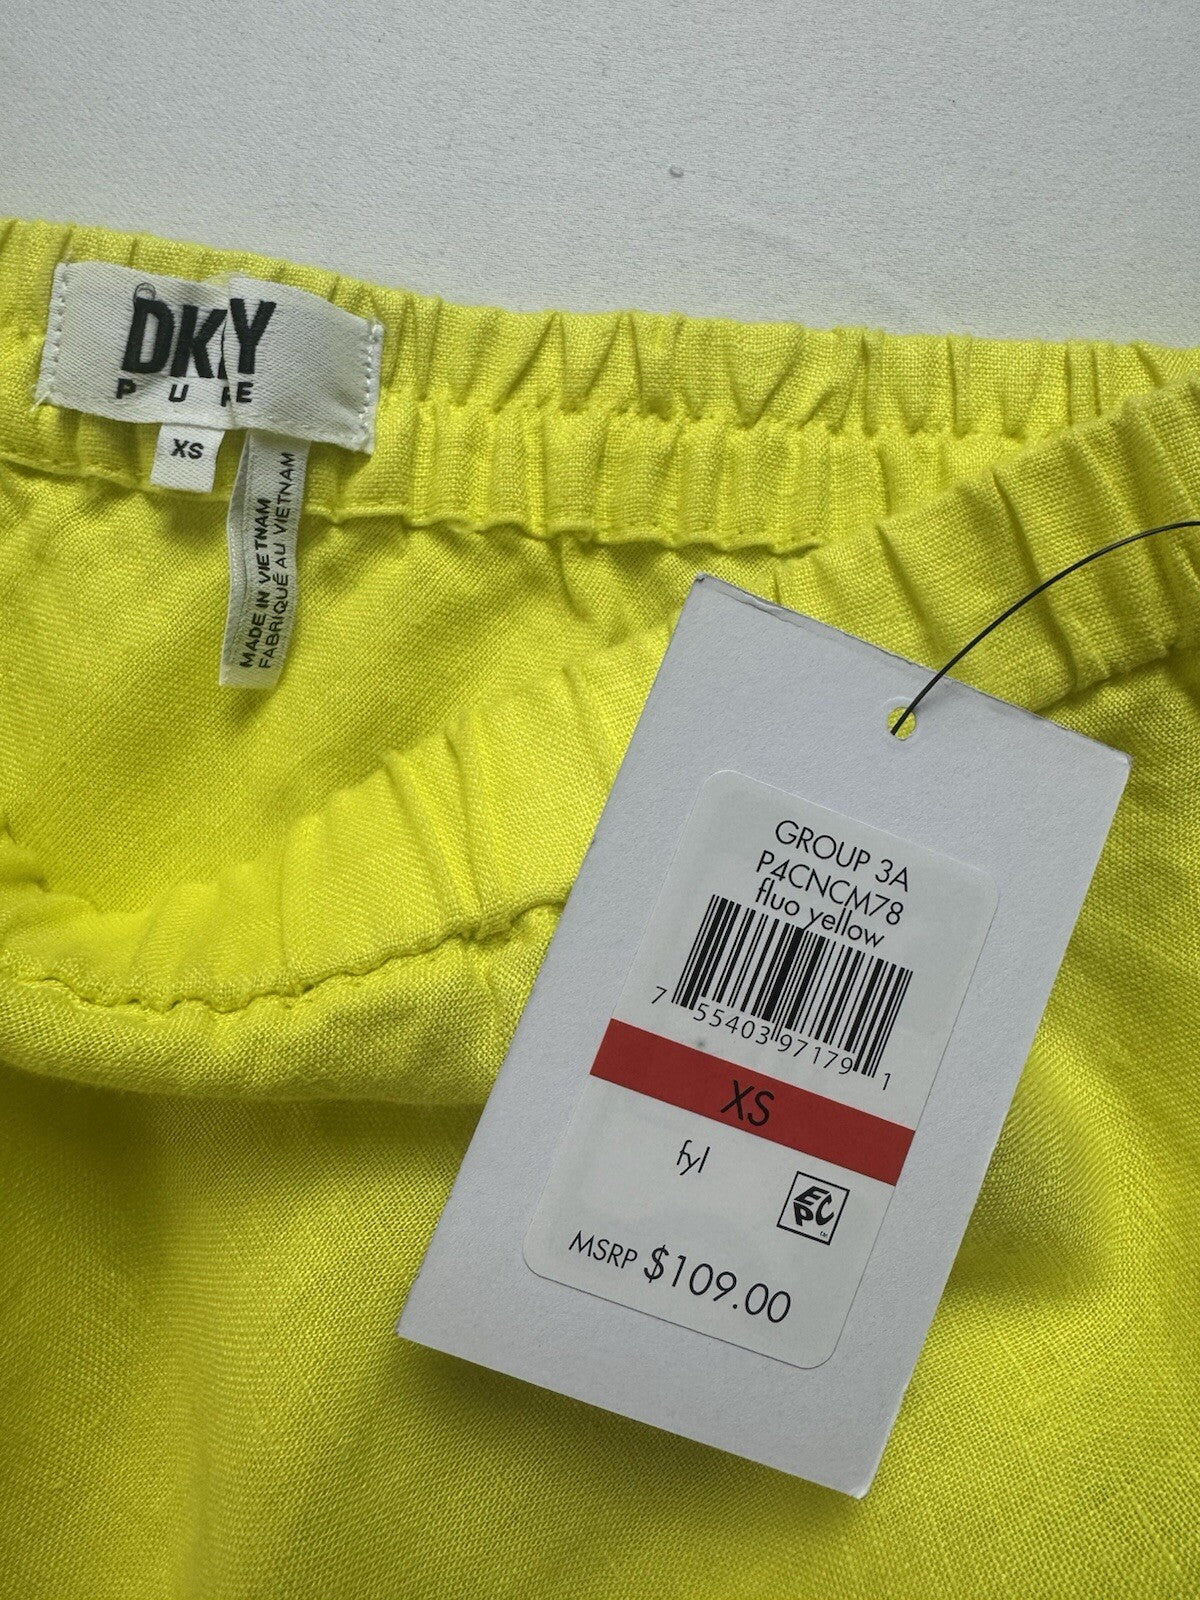 DKNY
PURE
XS
MADE IN VIETNAM
FABRIQUÉ AU VIETNAM
GROUP 3A
P4CNCM78
fluo yellow
7 55403 97179 1
XS
fyl
EPC
MSRP $109.00